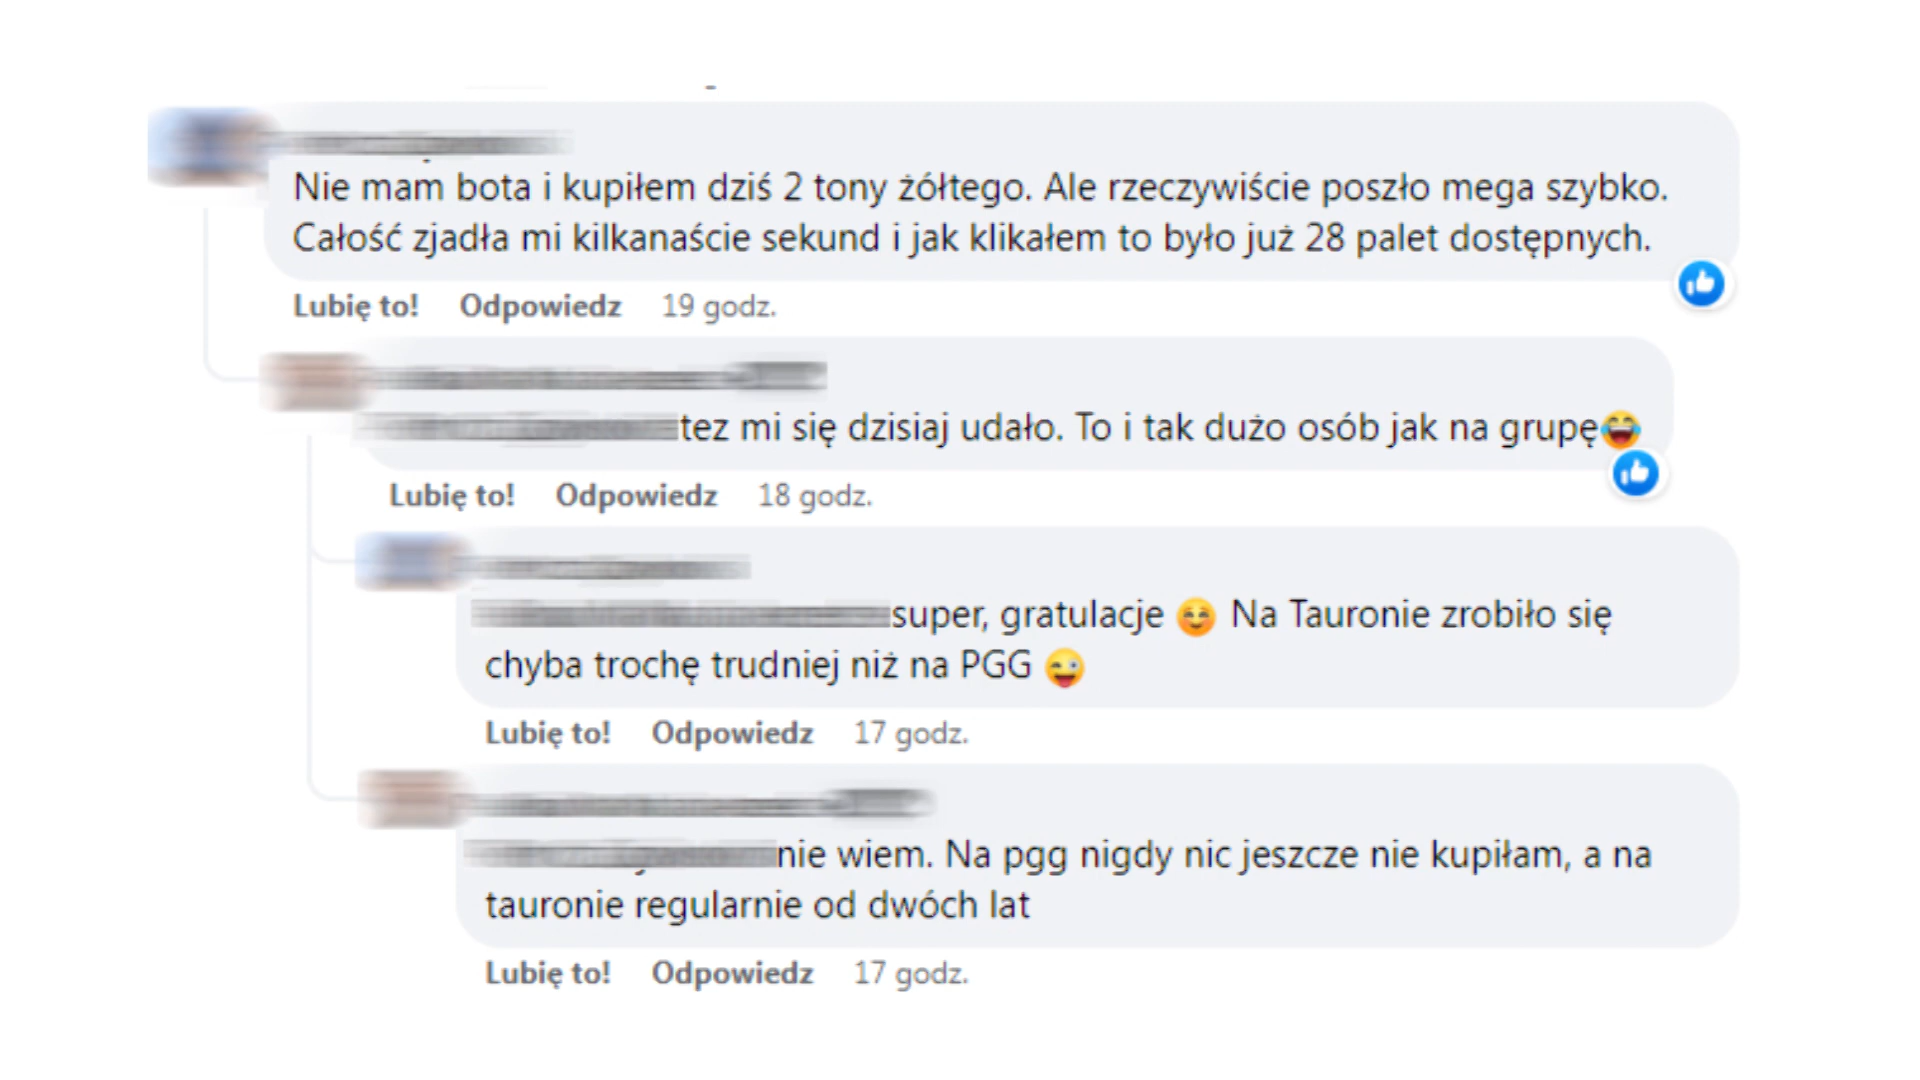 Nie mam bota i kupiłem dziś 2 tony żółtego. Ale rzeczywiście poszło mega szybko.
Całość zjadła mi kilkanaście sekund i jak klikałem to było już 28 palet dostępnych.
Lubię to! Odpowiedz 19 godz.
tez mi się dzisiaj udało. To i tak dużo osób jak na grupę😂
Lubię to! Odpowiedz 18 godz.
super, gratulacje ☺️ Na Tauronie zrobiło się
chyba trochę trudniej niż na PGG 😜
Lubię to! Odpowiedz 17 godz.
nie wiem. Na pgg nigdy nic jeszcze nie kupiłam, a na
tauronie regularnie od dwóch lat
Lubię to! Odpowiedz 17 godz.